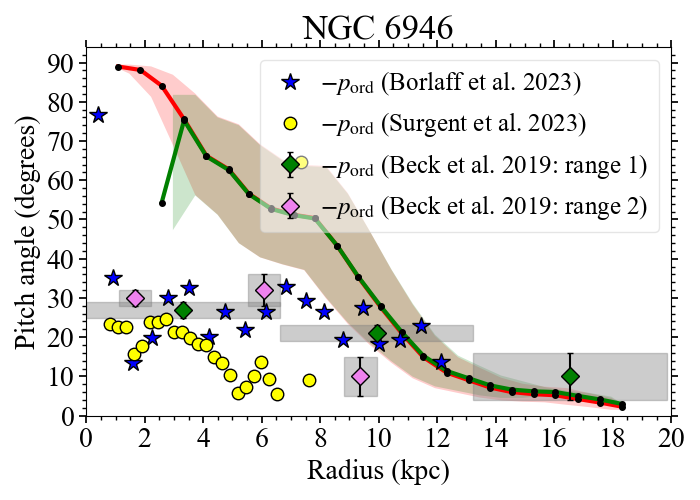 NGC 6946
Pitch angle (degrees)
90
80
70
60
50
40
30
20
10
0
−p_ord (Borlaff et al. 2023)
−p_ord (Surgent et al. 2023)
−p_ord (Beck et al. 2019: range 1)
−p_ord (Beck et al. 2019: range 2)
0 2 4 6 8 10 12 14 16 18 20
Radius (kpc)